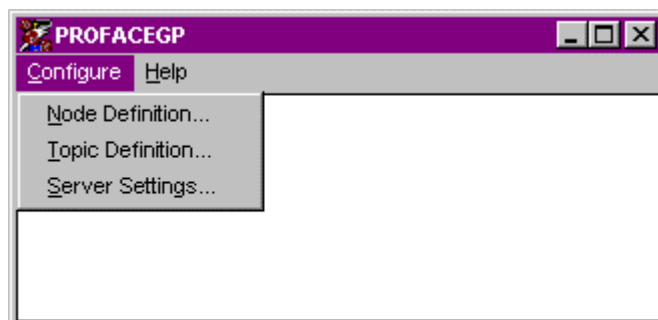 PROFACEGP
Configure Help
Node Definition...
Topic Definition...
Server Settings...